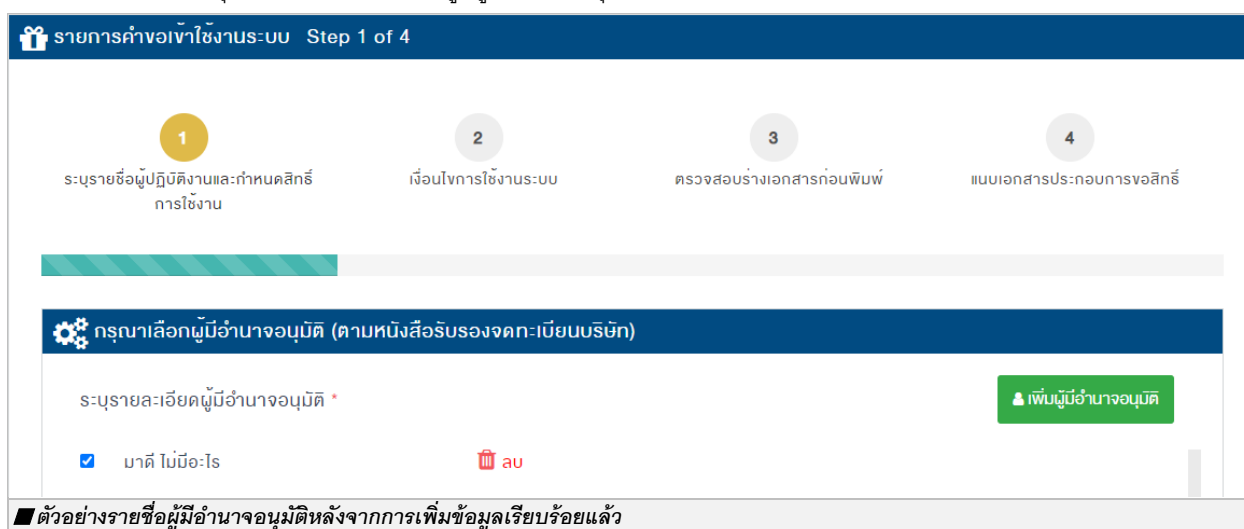 รายการคำขอเข้าใช้งานระบบ Step 1 of 4
1
2
3
4
ระบุรายชื่อผู้ปฏิบัติงานและกำหนดสิทธิ์
การใช้งาน
เงื่อนไขการใช้งานระบบ
ตรวจสอบร่างเอกสารก่อนพิมพ์
แนบเอกสารประกอบการขอสิทธิ์
กรุณาเลือกผู้มีอำนาจอนุมัติ (ตามหนังสือรับรองจดทะเบียนบริษัท)
ระบุรายละเอียดผู้มีอำนาจอนุมัติ *
เพิ่มผู้มีอำนาจอนุมัติ
มาดี ไม่มีอะไร
ลบ
ตัวอย่างรายชื่อผู้มีอำนาจอนุมัติหลังจากการเพิ่มข้อมูลเรียบร้อยแล้ว